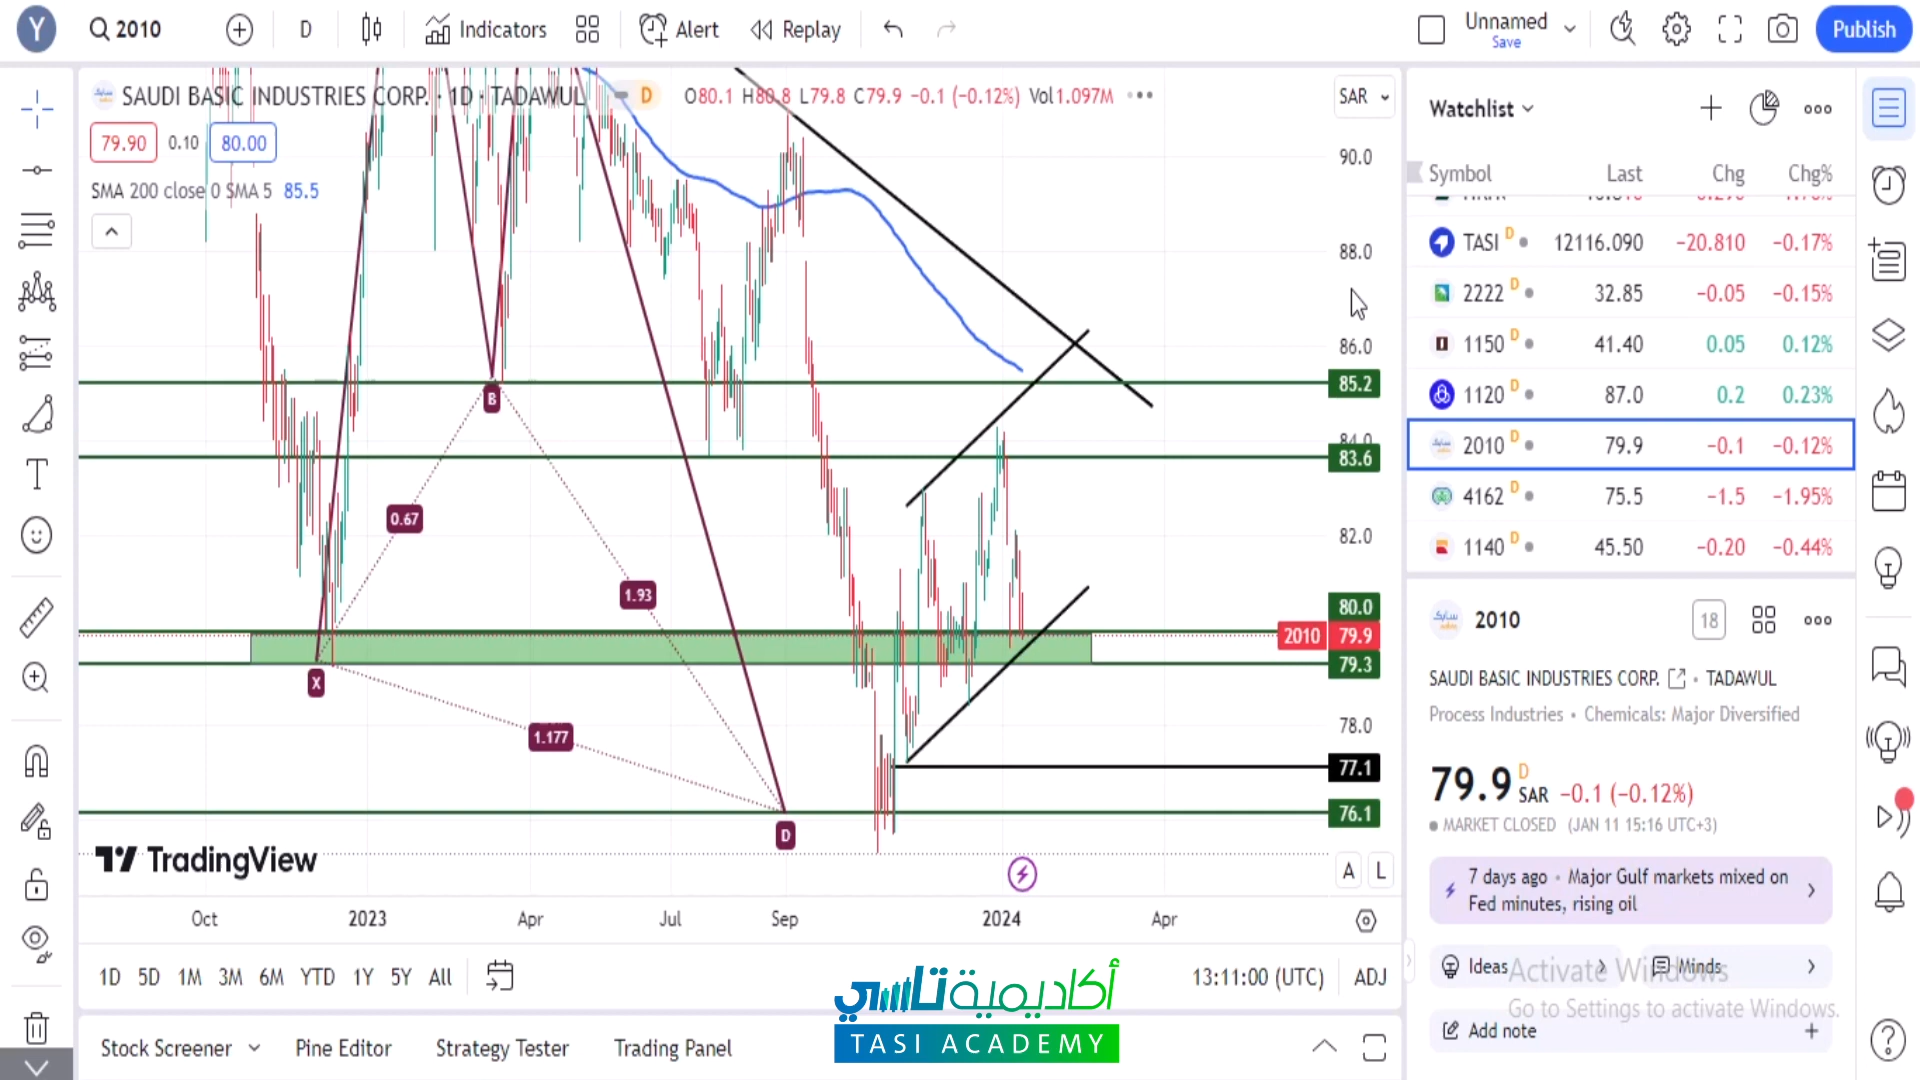 Y
2010
D
Indicators
Alert
Replay
Unnamed
Save
Publish
SAUDI BASIC INDUSTRIES CORP. · 1D · TADAWUL
D
O80.1 H80.8 L79.8 C79.9 −0.1 (−0.12%) Vol1.097M
SAR
79.90
0.10
80.00
SMA 200 close 0 SMA 5 85.5
90.0
88.0
86.0
85.2
84.0
83.6
82.0
80.0
2010 79.9
79.3
78.0
77.1
76.1
B
0.67
1.93
X
1.177
D
TradingView
A
L
Oct
2023
Apr
Jul
Sep
2024
Apr
1D 5D 1M 3M 6M YTD 1Y 5Y All
13:11:00 (UTC)
ADJ
أكاديمية تاسي
TASI ACADEMY
Stock Screener
Pine Editor
Strategy Tester
Trading Panel
Watchlist
Symbol Last Chg Chg%
TASI D 12116.090 −20.810 −0.17%
2222 D 32.85 −0.05 −0.15%
1150 D 41.40 0.05 0.12%
1120 D 87.0 0.2 0.23%
2010 D 79.9 −0.1 −0.12%
4162 D 75.5 −1.5 −1.95%
1140 D 45.50 −0.20 −0.44%
سابك
2010
18
SAUDI BASIC INDUSTRIES CORP. • TADAWUL
Process Industries • Chemicals: Major Diversified
79.9 D SAR −0.1 (−0.12%)
MARKET CLOSED (JAN 11 15:16 UTC+3)
7 days ago • Major Gulf markets mixed on
Fed minutes, rising oil
Ideas
Minds
Activate Windows
Go to Settings to activate Windows.
Add note